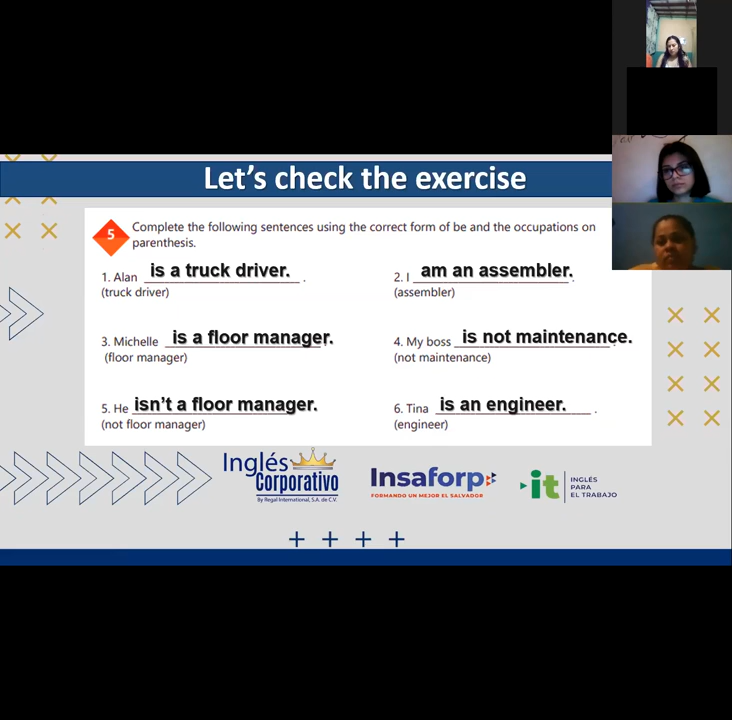 Let's check the exercise
5
Complete the following sentences using the correct form of be and the occupations on
parenthesis.
1. Alan is a truck driver. .
(truck driver)
2. I am an assembler. .
(assembler)
3. Michelle is a floor manager. .
(floor manager)
4. My boss is not maintenance. .
(not maintenance)
5. He isn't a floor manager.
(not floor manager)
6. Tina is an engineer. .
(engineer)
Inglés
Corporativo
By Regal International, S.A. de C.V.
Insaforp
FORMANDO UN MEJOR EL SALVADOR
it
INGLÉS
PARA
EL TRABAJO